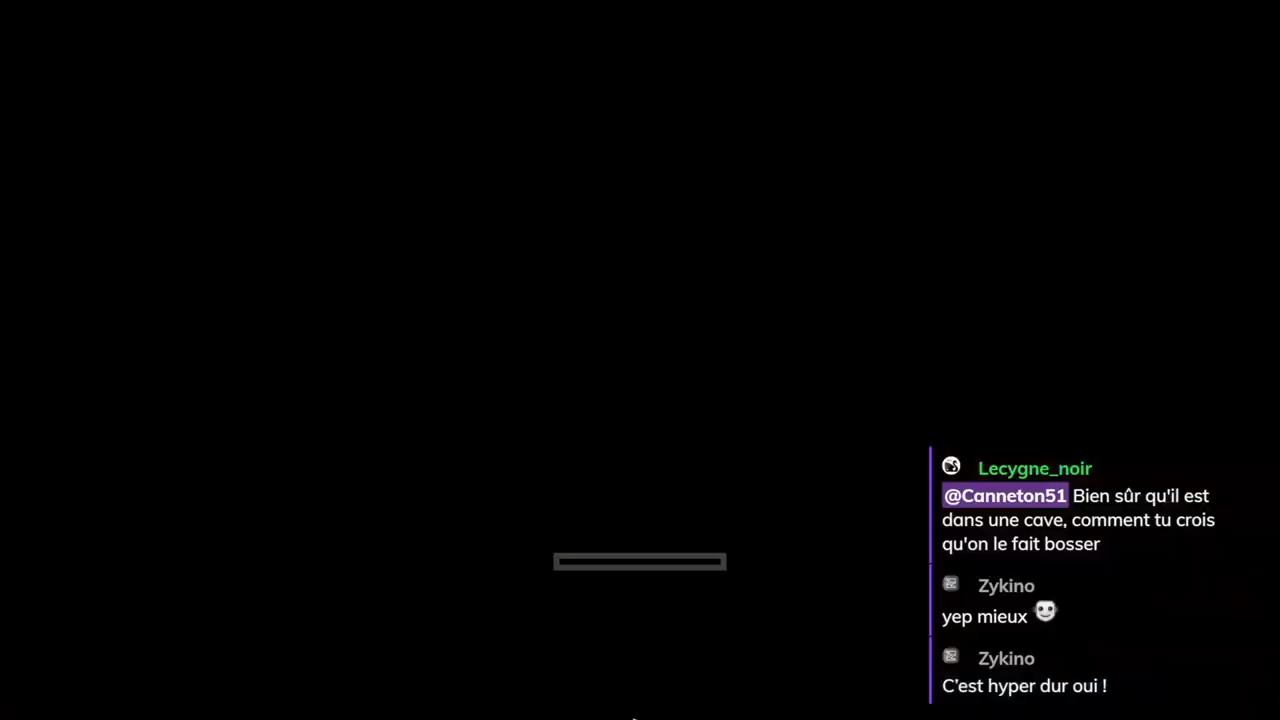 Lecygne_noir
@Canneton51 Bien sûr qu'il est
dans une cave, comment tu crois
qu'on le fait bosser
Zykino
yep mieux
Zykino
C'est hyper dur oui !